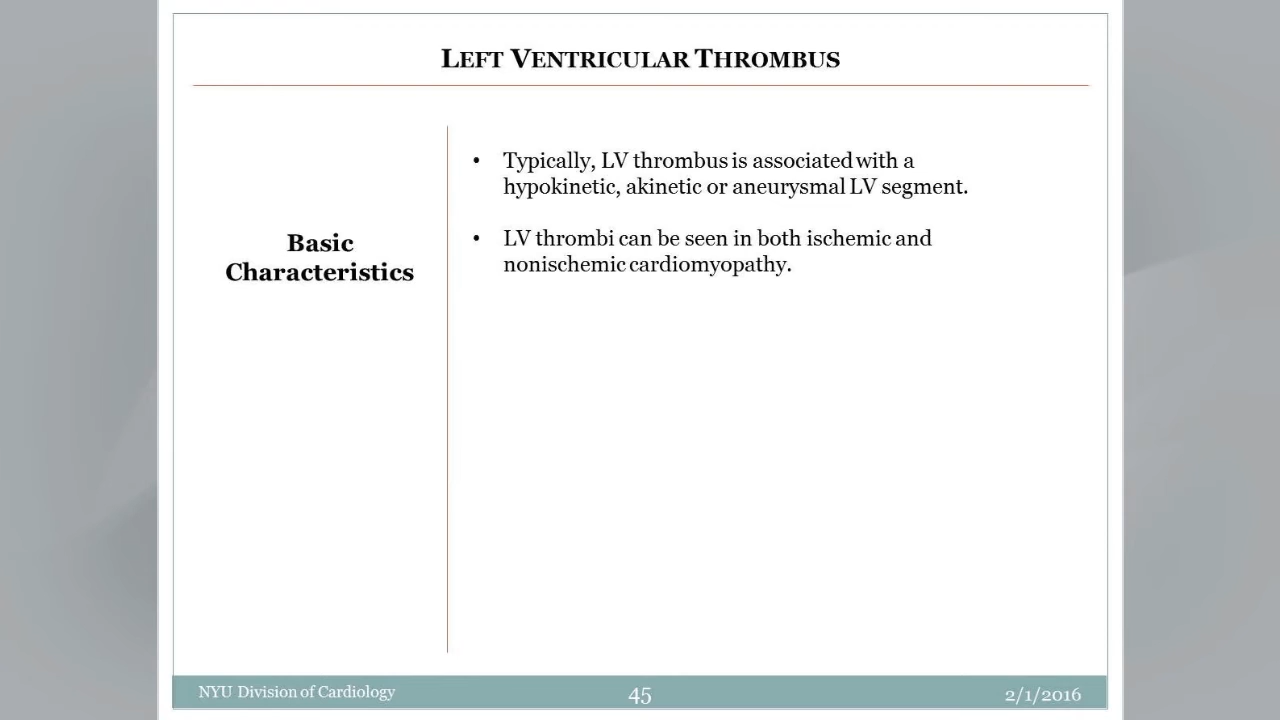 LEFT VENTRICULAR THROMBUS
Basic
Characteristics
• Typically, LV thrombus is associated with a
hypokinetic, akinetic or aneurysmal LV segment.
• LV thrombi can be seen in both ischemic and
nonischemic cardiomyopathy.
NYU Division of Cardiology
45
2/1/2016